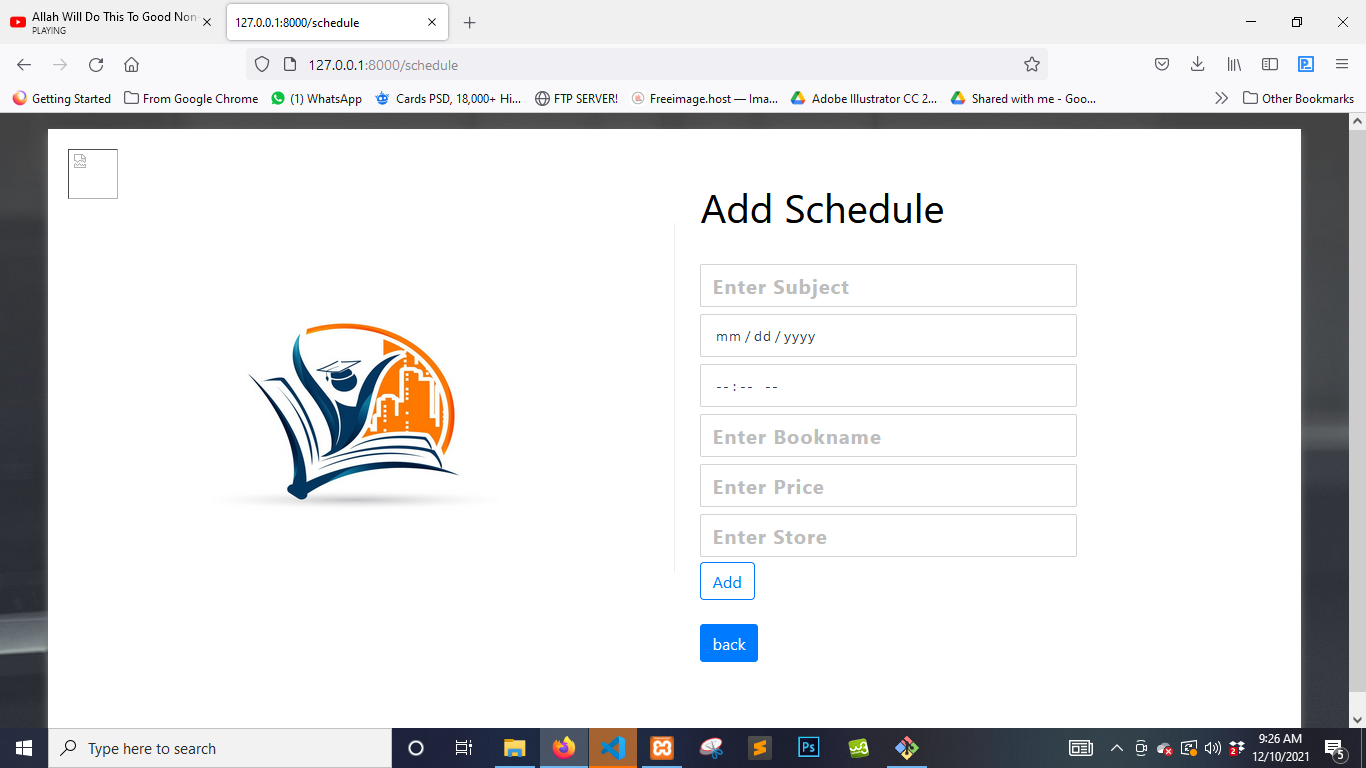 Allah Will Do This To Good Non-
PLAYING
127.0.0.1:8000/schedule
127.0.0.1:8000/schedule
Getting Started
From Google Chrome
(1) WhatsApp
Cards PSD, 18,000+ Hi...
FTP SERVER!
Freeimage.host — Ima...
Adobe Illustrator CC 2...
Shared with me - Goo...
Other Bookmarks
Add Schedule
Enter Subject
mm / dd / yyyy
-- : -- --
Enter Bookname
Enter Price
Enter Store
Add
back
Type here to search
Ps
2
9:26 AM
12/10/2021
5